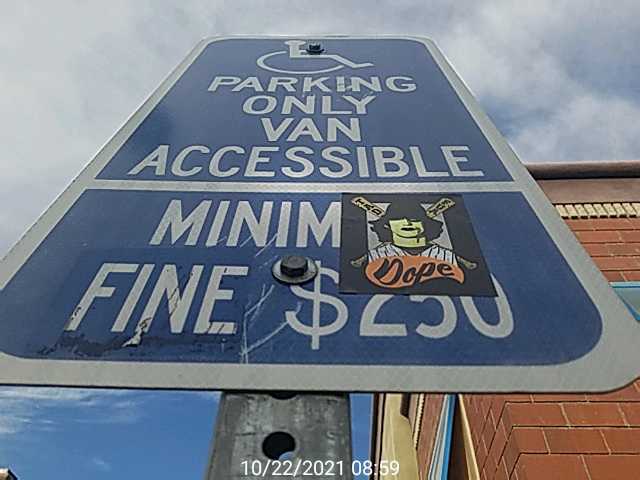 PARKING
ONLY
VAN
ACCESSIBLE
MINIM
FINE $250
Dope
10/22/2021 08:59